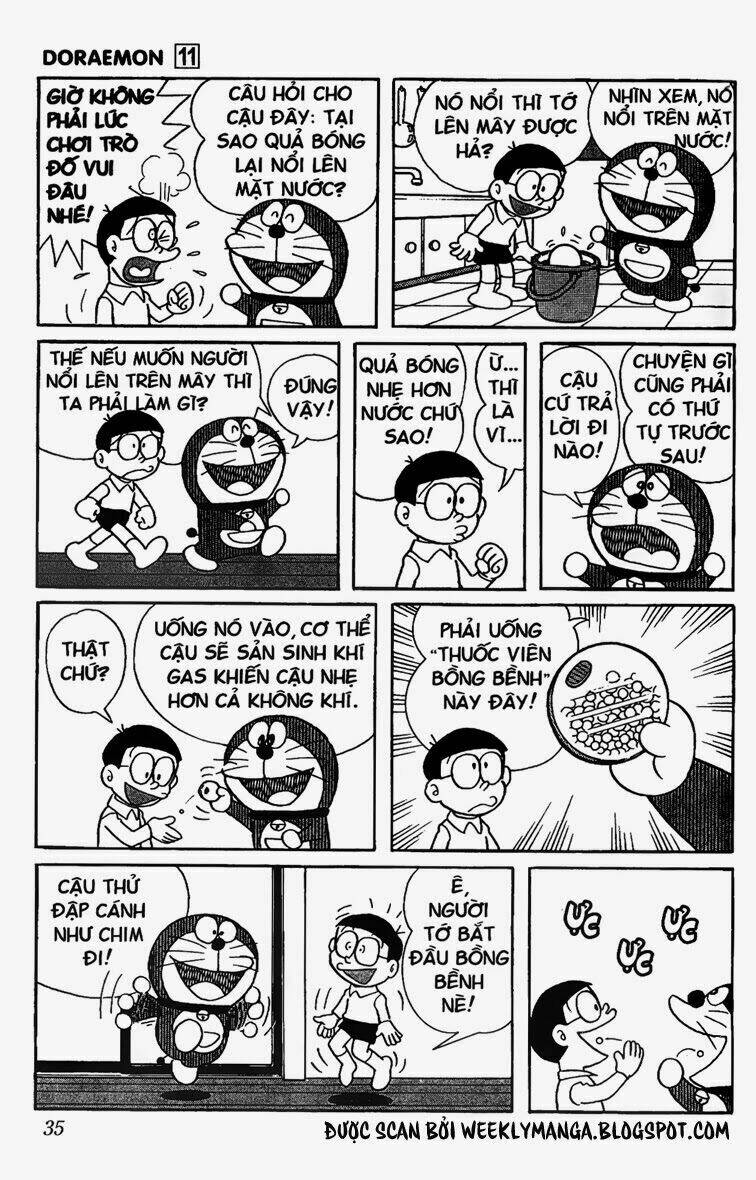 DORAEMON 11
NHÌN XEM, NÓ
NỔI TRÊN MẶT
NƯỚC!
NÓ NỔI THÌ TỚ
LÊN MÂY ĐƯỢC
HẢ?
CÂU HỎI CHO
CẬU ĐÂY: TẠI
SAO QUẢ BÓNG
LẠI NỔI LÊN
MẶT NƯỚC?
GIỜ KHÔNG
PHẢI LÚC
CHƠI TRÒ
ĐỐ VUI
ĐÂU
NHÉ!
CHUYỆN GÌ
CŨNG PHẢI
CÓ THỨ
TỰ TRƯỚC
SAU!
CẬU
CỨ TRẢ
LỜI ĐI
NÀO!
Ừ...
THÌ
LÀ
VÌ...
QUẢ BÓNG
NHẸ HƠN
NƯỚC CHỨ
SAO!
ĐÚNG
VẬY!
THẾ NẾU MUỐN NGƯỜI
NỔI LÊN TRÊN MÂY THÌ
TA PHẢI LÀM GÌ?
PHẢI UỐNG
"THUỐC VIÊN
BỒNG BỀNH"
NÀY ĐÂY!
UỐNG NÓ VÀO, CƠ THỂ
CẬU SẼ SẢN SINH KHÍ
GAS KHIẾN CẬU NHẸ
HƠN CẢ KHÔNG KHÍ.
THẬT
CHỨ?
ỰC
ỰC
ỰC
Ê,
NGƯỜI
TỚ BẮT
ĐẦU BỒNG
BỀNH
NÈ!
CẬU THỬ
ĐẬP CÁNH
NHƯ CHIM
ĐI!
35
ĐƯỢC SCAN BỞI WEEKLYMANGA.BLOGSPOT.COM